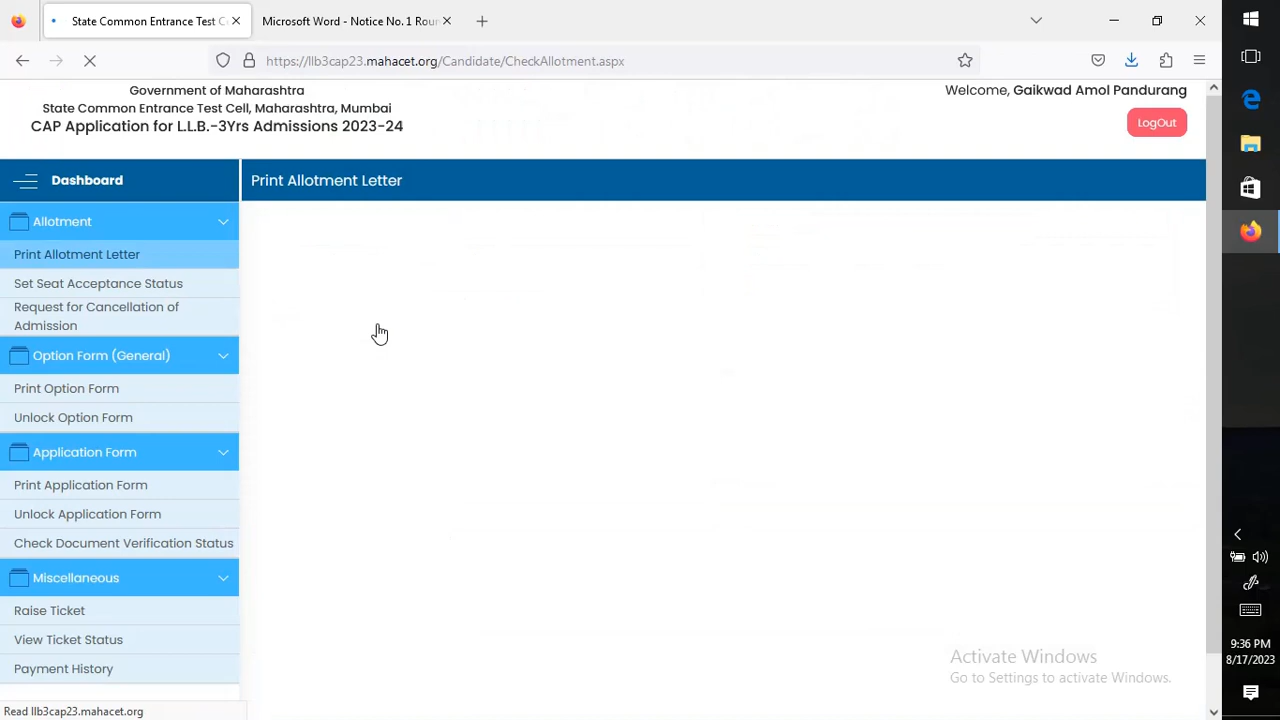 State Common Entrance Test C
Microsoft Word - Notice No. 1 Rou
https://llb3cap23.mahacet.org/Candidate/CheckAllotment.aspx
Government of Maharashtra
State Common Entrance Test Cell, Maharashtra, Mumbai
CAP Application for L.L.B.-3Yrs Admissions 2023-24
Welcome, Gaikwad Amol Pandurang
LogOut
Dashboard
Print Allotment Letter
Allotment
Print Allotment Letter
Set Seat Acceptance Status
Request for Cancellation of
Admission
Option Form (General)
Print Option Form
Unlock Option Form
Application Form
Print Application Form
Unlock Application Form
Check Document Verification Status
Miscellaneous
Raise Ticket
View Ticket Status
Payment History
Read llb3cap23.mahacet.org
Activate Windows
Go to Settings to activate Windows.
9:36 PM
8/17/2023